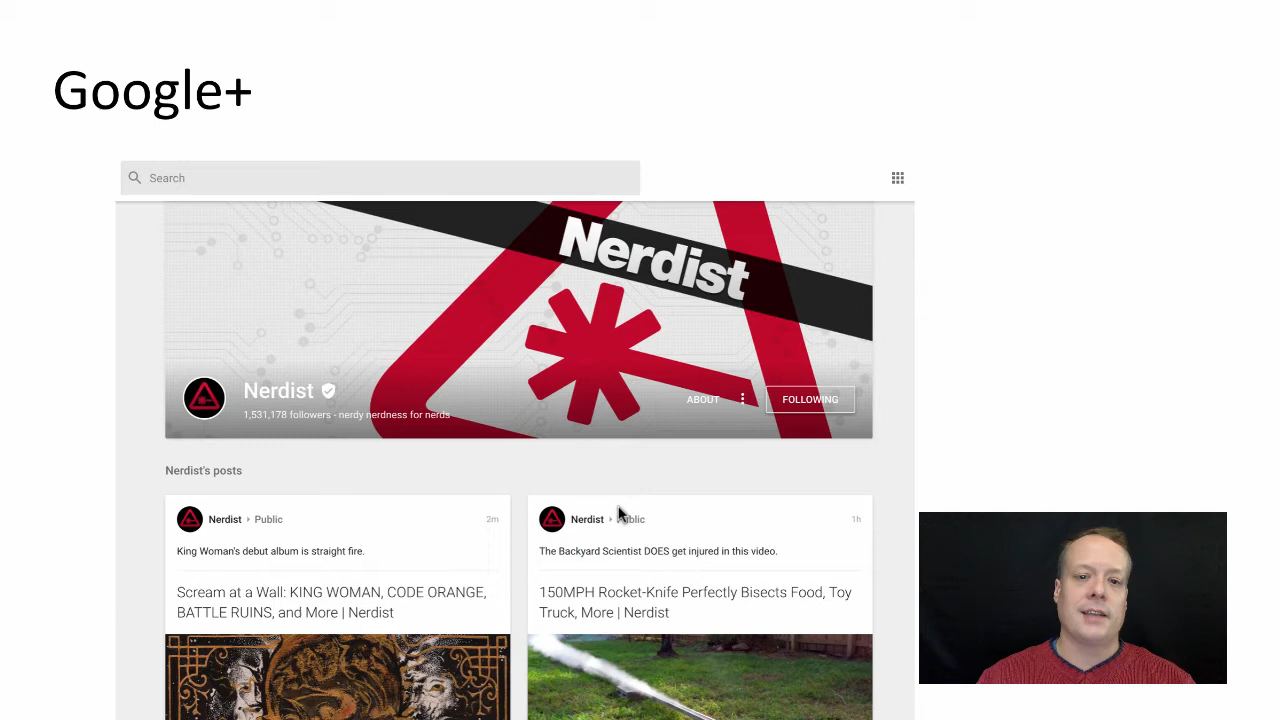 Google+
Search
Nerdist
Nerdist
1,531,178 followers - nerdy nerdness for nerds
ABOUT
FOLLOWING
Nerdist's posts
Nerdist Public 2m
King Woman's debut album is straight fire.
Scream at a Wall: KING WOMAN, CODE ORANGE,
BATTLE RUINS, and More | Nerdist
Nerdist Public 1h
The Backyard Scientist DOES get injured in this video.
150MPH Rocket-Knife Perfectly Bisects Food, Toy
Truck, More | Nerdist